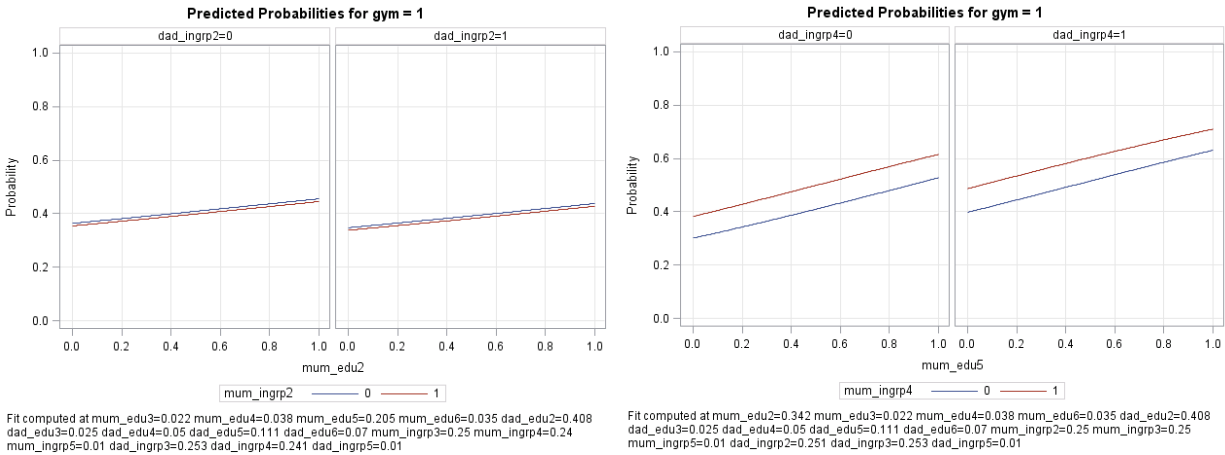 Predicted Probabilities for gym = 1
dad_ingrp2=0 dad_ingrp2=1
1.0
0.8
0.6
0.4
0.2
0.0
Probability
0.0 0.2 0.4 0.6 0.8 1.0 0.0 0.2 0.4 0.6 0.8 1.0
mum_edu2
mum_ingrp2 0 1
Fit computed at mum_edu3=0.022 mum_edu4=0.038 mum_edu5=0.205 mum_edu6=0.035 dad_edu2=0.408
dad_edu3=0.025 dad_edu4=0.05 dad_edu5=0.111 dad_edu6=0.07 mum_ingrp3=0.25 mum_ingrp4=0.24
mum_ingrp5=0.01 dad_ingrp3=0.253 dad_ingrp4=0.241 dad_ingrp5=0.01
Predicted Probabilities for gym = 1
dad_ingrp4=0 dad_ingrp4=1
1.0
0.8
0.6
0.4
0.2
0.0
Probability
0.0 0.2 0.4 0.6 0.8 1.0 0.0 0.2 0.4 0.6 0.8 1.0
mum_edu5
mum_ingrp4 0 1
Fit computed at mum_edu2=0.342 mum_edu3=0.022 mum_edu4=0.038 mum_edu6=0.035 dad_edu2=0.408
dad_edu3=0.025 dad_edu4=0.05 dad_edu5=0.111 dad_edu6=0.07 mum_ingrp2=0.25 mum_ingrp3=0.25
mum_ingrp5=0.01 dad_ingrp2=0.251 dad_ingrp3=0.253 dad_ingrp5=0.01